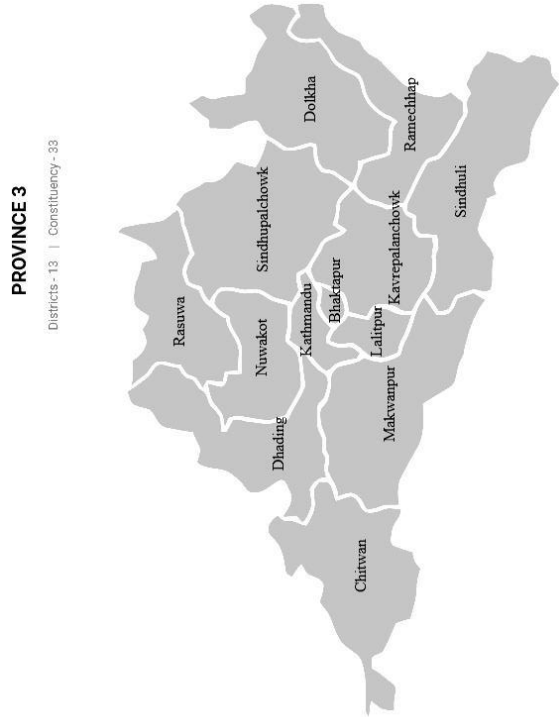 PROVINCE 3
Districts - 13 | Constituency - 33
Rasuwa
Nuwakot
Dhading
Sindhupalchowk
Dolkha
Kathmandu
Bhaktapur
Lalitpur
Kavrepalanchowk
Ramechhap
Sindhuli
Makwanpur
Chitwan